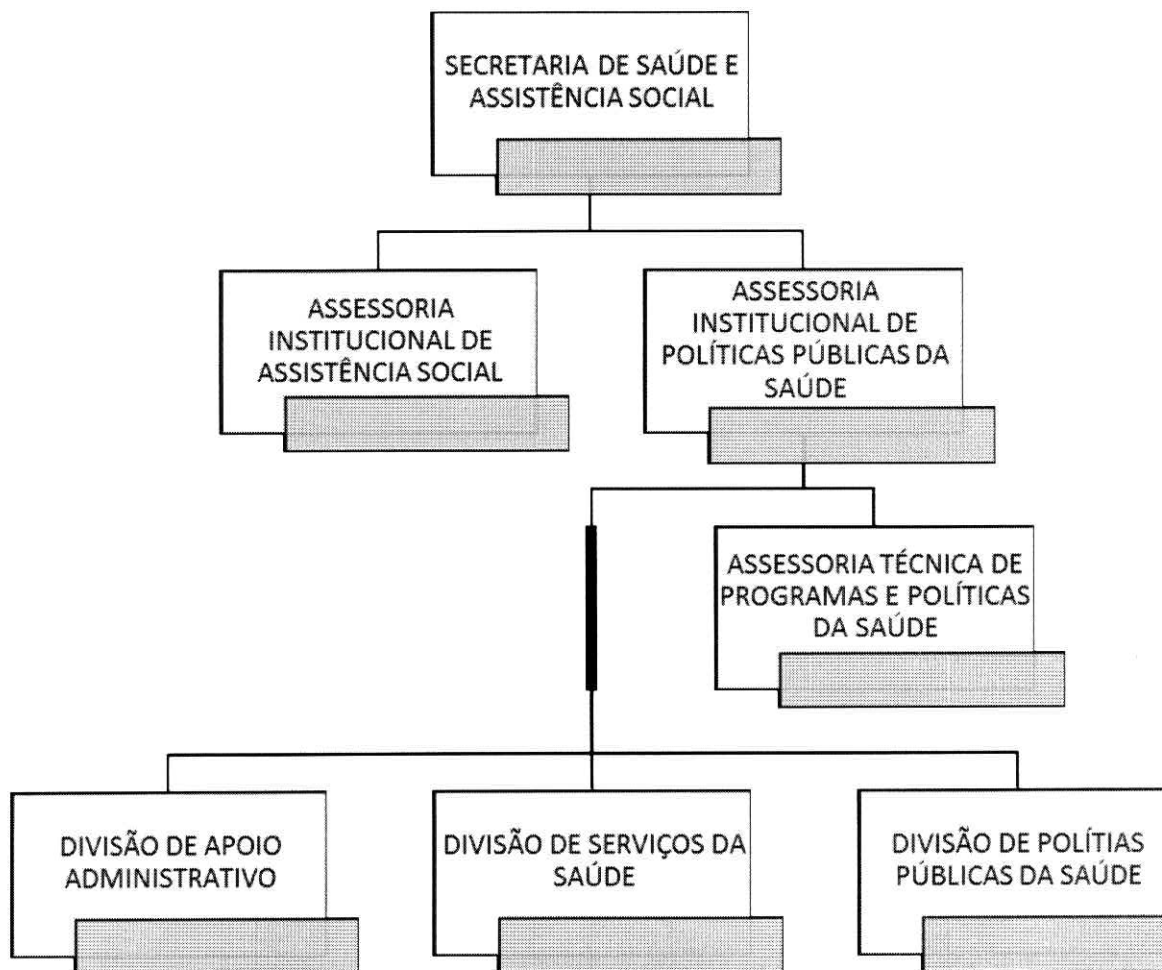 SECRETARIA DE SAÚDE E
ASSISTÊNCIA SOCIAL
ASSESSORIA
INSTITUCIONAL DE
ASSISTÊNCIA SOCIAL
ASSESSORIA
INSTITUCIONAL DE
POLÍTICAS PÚBLICAS DA
SAÚDE
ASSESSORIA TÉCNICA DE
PROGRAMAS E POLÍTICAS
DA SAÚDE
DIVISÃO DE APOIO
ADMINISTRATIVO
DIVISÃO DE SERVIÇOS DA
SAÚDE
DIVISÃO DE POLÍTIAS
PÚBLICAS DA SAÚDE